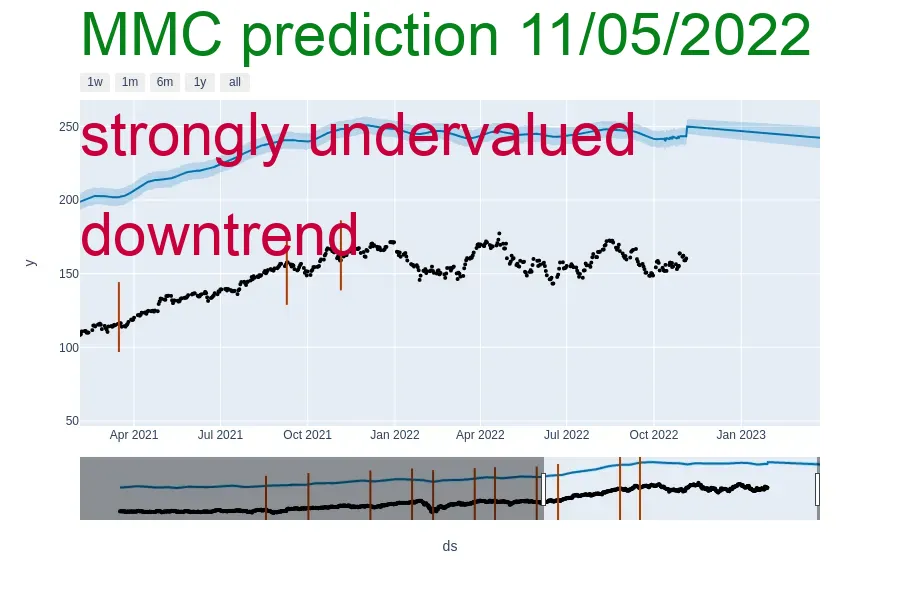 MMC prediction 11/05/2022
1w 1m 6m 1y all
strongly undervalued
downtrend
y
250
200
150
100
50
Apr 2021 Jul 2021 Oct 2021 Jan 2022 Apr 2022 Jul 2022 Oct 2022 Jan 2023
ds